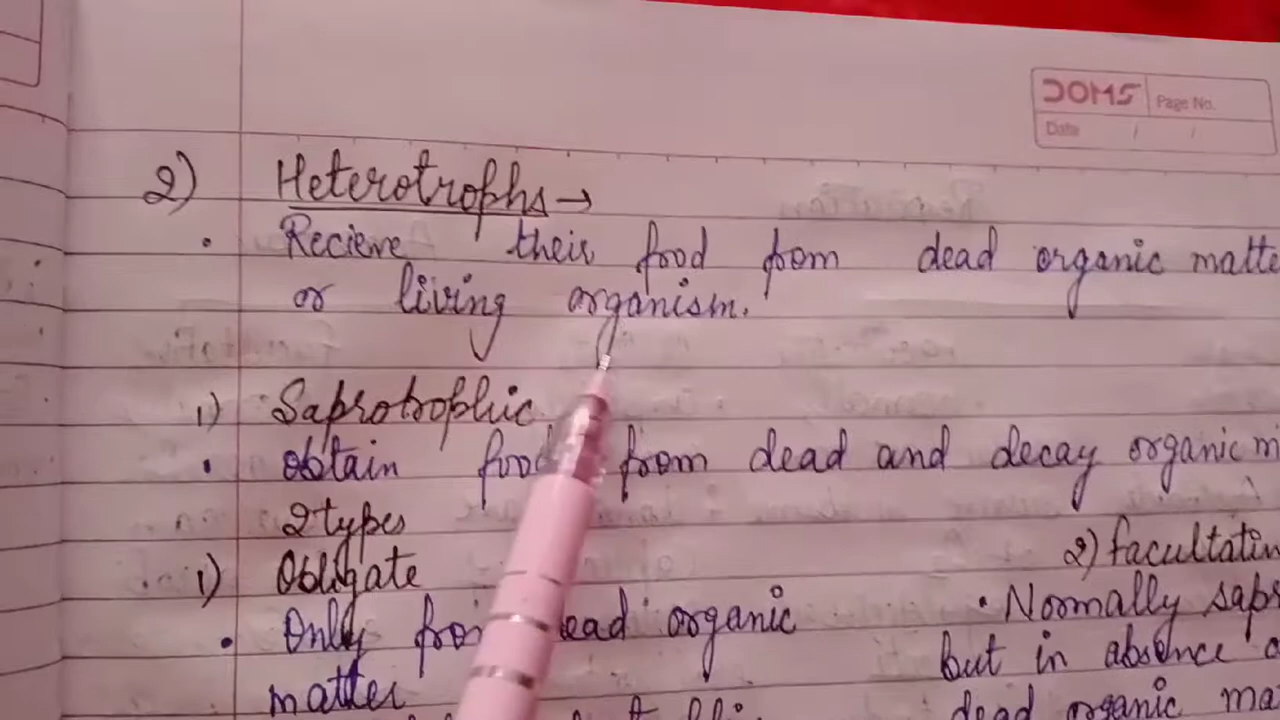 DOMS Page No.
Date / /
2) Heterotrophs →
• Recieve their food from dead organic matte
or living organism.
1) Saprotrophic
• obtain food from dead and decay organic m
2 types
1) Obligate
2) facultativ
• Only from dead organic
matter
• Normally sapr
but in absence
dead organic ma